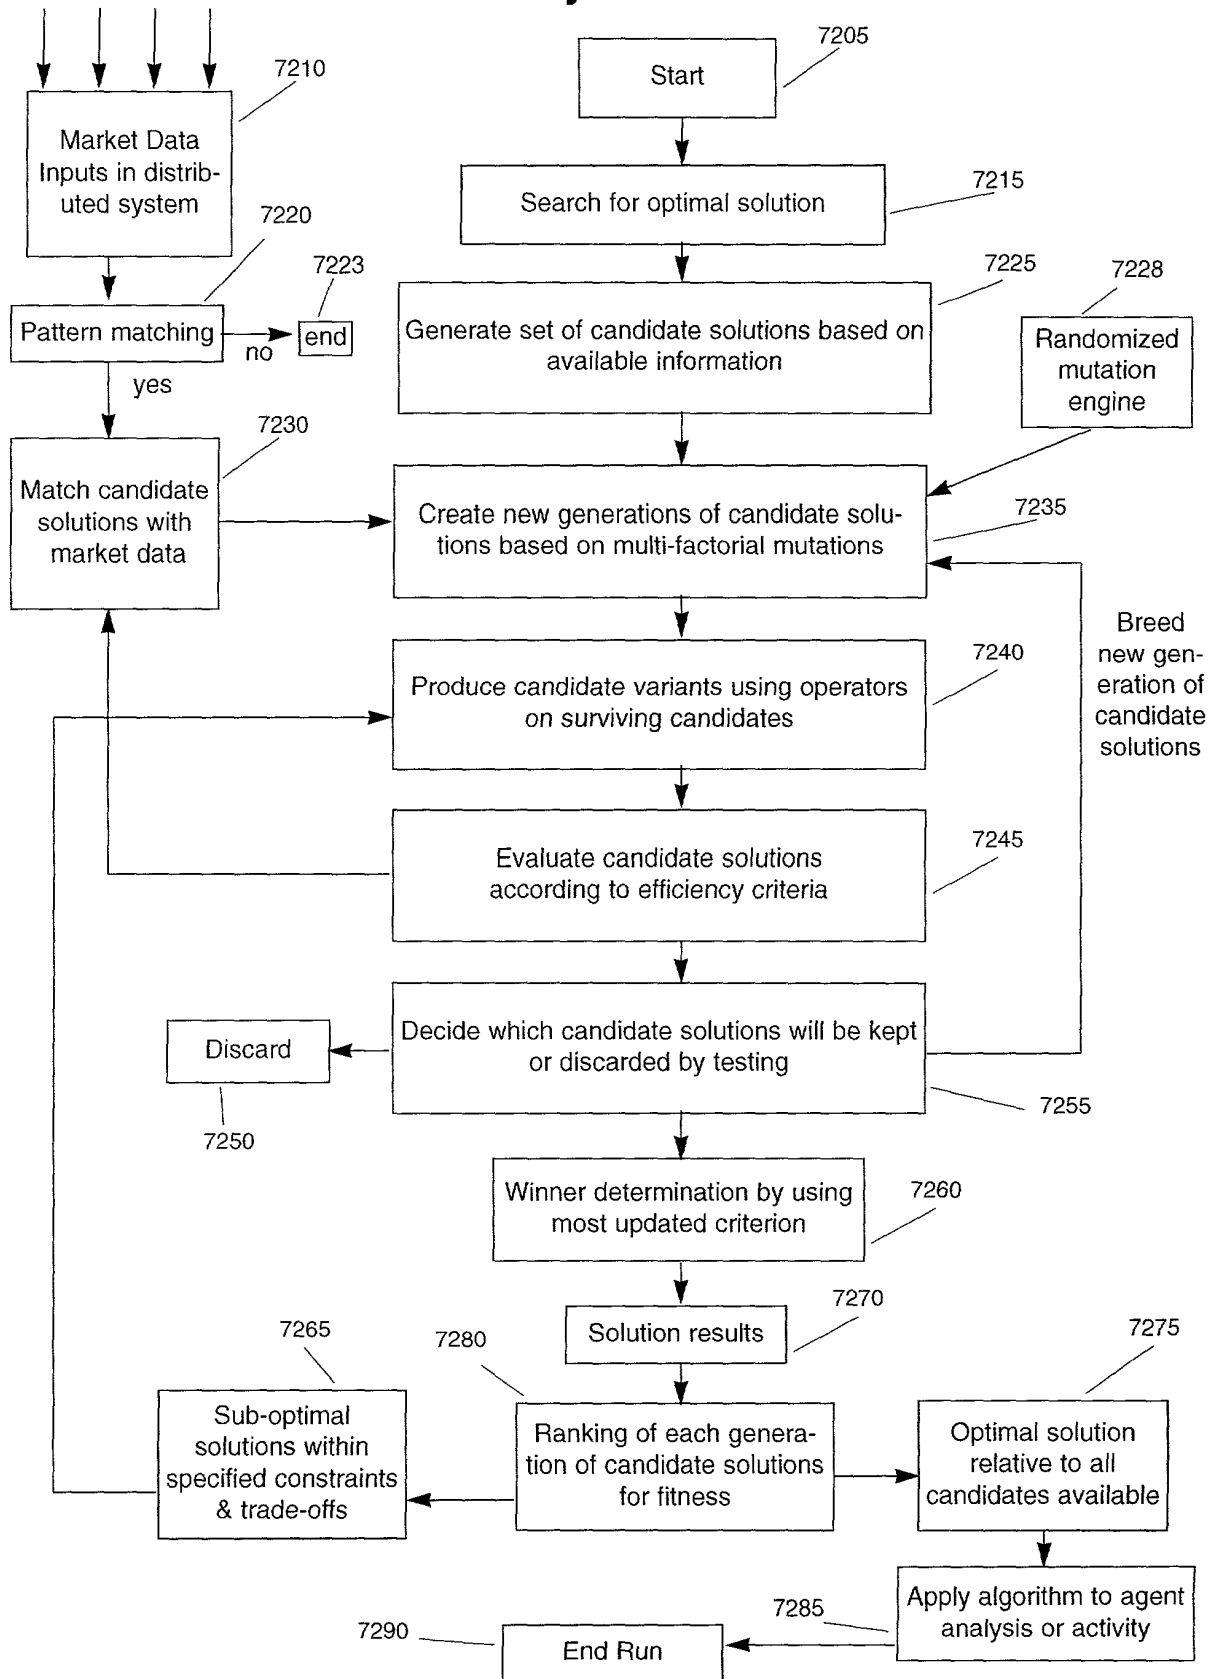 7205
Start
7210
Market Data
Inputs in distrib-
uted system
7215
Search for optimal solution
7220
7223
Pattern matching
no
end
yes
7225
Generate set of candidate solutions based on
available information
7228
Randomized
mutation
engine
7230
Match candidate
solutions with
market data
7235
Create new generations of candidate solu-
tions based on multi-factorial mutations
Breed
new gen-
eration of
candidate
solutions
7240
Produce candidate variants using operators
on surviving candidates
7245
Evaluate candidate solutions
according to efficiency criteria
Decide which candidate solutions will be kept
or discarded by testing
7255
Discard
7250
Winner determination by using
most updated criterion
7260
Solution results
7270
7265
Sub-optimal
solutions within
specified constraints
& trade-offs
7280
Ranking of each genera-
tion of candidate solutions
for fitness
7275
Optimal solution
relative to all
candidates available
Apply algorithm to agent
analysis or activity
7285
7290
End Run